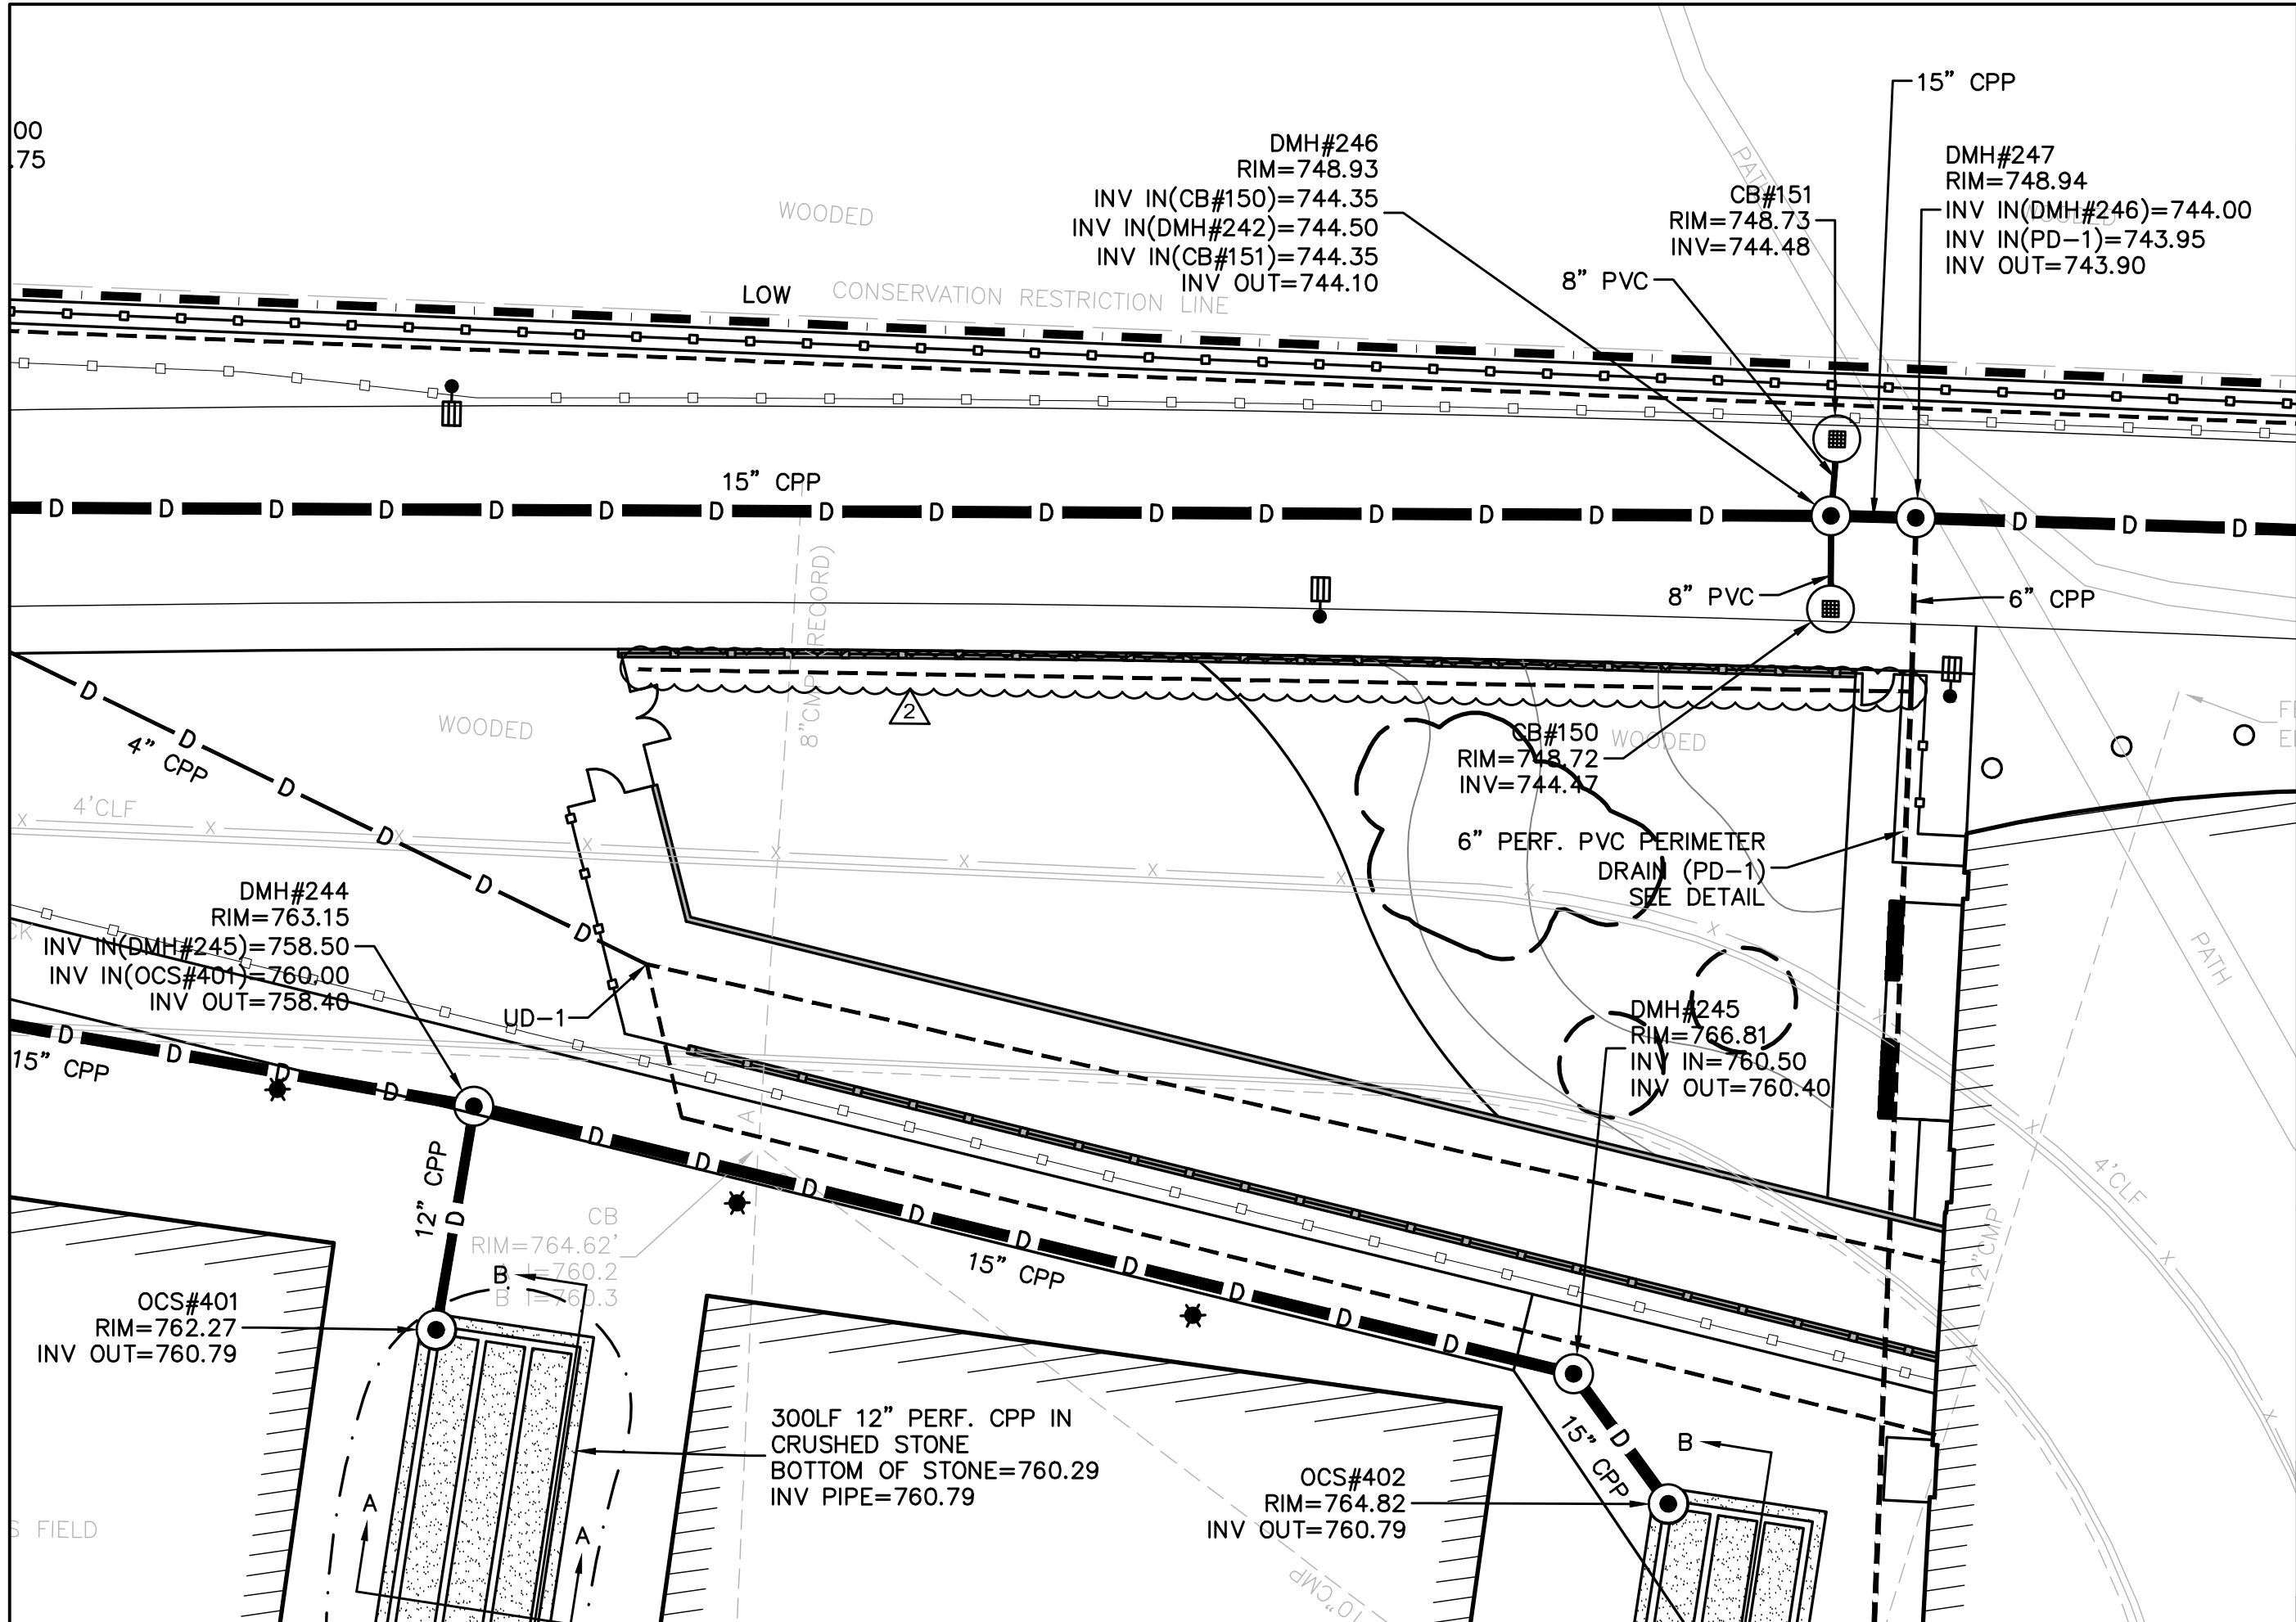 00
.75
WOODED
LOW
CONSERVATION RESTRICTION LINE
DMH#246
RIM=748.93
INV IN(CB#150)=744.35
INV IN(DMH#242)=744.50
INV IN(CB#151)=744.35
INV OUT=744.10
8" PVC
PATH
CB#151
RIM=748.73
INV=744.48
15" CPP
DMH#247
RIM=748.94
WOODED
INV IN(DMH#246)=744.00
INV IN(PD-1)=743.95
INV OUT=743.90
15" CPP
D D D D D D D D D D D D D D D D D D D
8" PVC
6" CPP
8"CMP RECORD)
2
WOODED
4" CPP
D D D D D D
4'CLF
X X X X X X X X X X X X X X
CB#150
RIM=748.72
INV=744.47
WOODED
6" PERF. PVC PERIMETER
DRAIN (PD-1)
SEE DETAIL
PATH
DMH#244
RIM=763.15
INV IN(DMH#245)=758.50
INV IN(OCS#401)=760.00
INV OUT=758.40
CK
UD-1
DMH#245
RIM=766.81
INV IN=760.50
INV OUT=760.40
15" CPP
D D D D D D D D D D D D D
A
12" CPP
D
CB
RIM=764.62'
A I=760.2
B I=760.3
15" CPP
4'CLF
12"CMP
B
OCS#401
RIM=762.27
INV OUT=760.79
300LF 12" PERF. CPP IN
CRUSHED STONE
BOTTOM OF STONE=760.29
INV PIPE=760.79
15" CPP
D
B
OCS#402
RIM=764.82
INV OUT=760.79
A
A
S FIELD
10"CMP